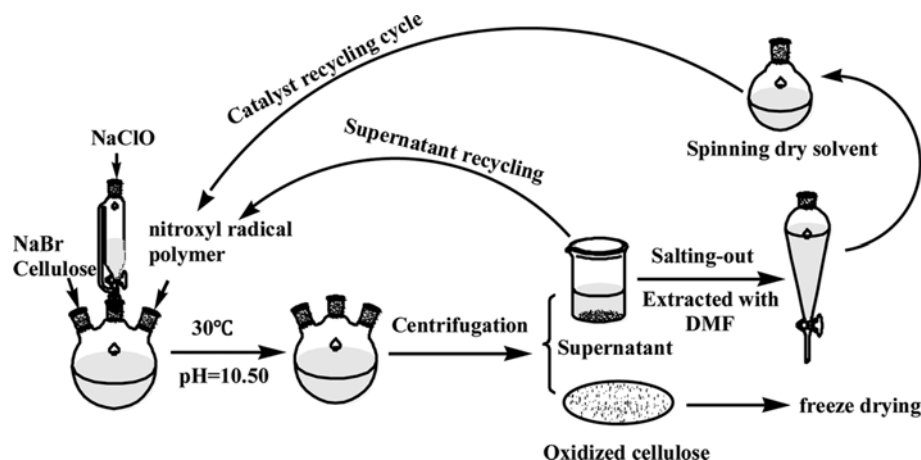 Catalyst recycling cycle
Supernatant recycling
Spinning dry solvent
NaClO
NaBr
Cellulose
nitroxyl radical
polymer
30℃
pH=10.50
Centrifugation
Supernatant
Salting-out
Extracted with
DMF
Oxidized cellulose
freeze drying